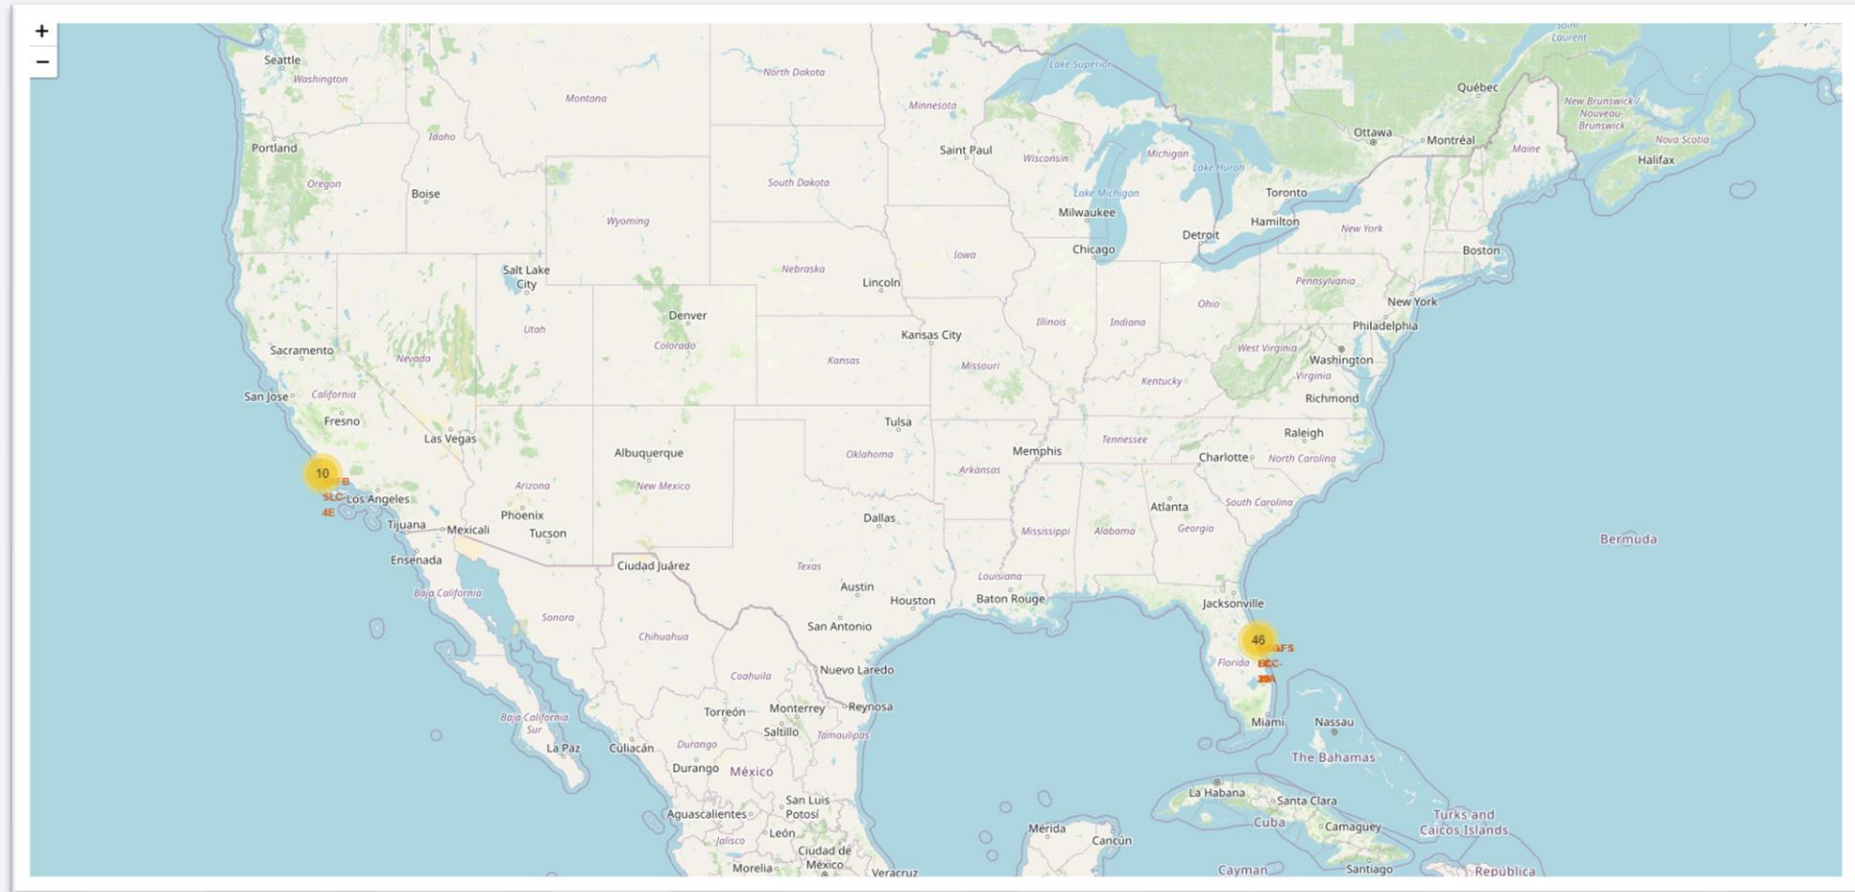 +
−
Seattle
Washington
Montana
North Dakota
Minnesota
Lake Superior
Québec
Saint
Laurent
New Brunswick /
Nouveau-
Brunswick
Nova Scotia
Halifax
Portland
Idaho
Oregon
Boise
Wyoming
South Dakota
Saint Paul
Wisconsin
Michigan
Lake Huron
Lake Michigan
Milwaukee
Chicago
Detroit
Toronto
Hamilton
Ottawa
Montréal
Maine
New York
Boston
Salt Lake
City
Nebraska
Lincoln
Iowa
Pennsylvania
New York
Philadelphia
Denver
Utah
Colorado
Kansas City
Kansas
Missouri
Illinois
Indiana
Ohio
West Virginia
Washington
Virginia
Richmond
Kentucky
Sacramento
Nevada
San Jose
California
Fresno
Las Vegas
Albuquerque
Tulsa
Oklahoma
Arkansas
Memphis
Tennessee
Raleigh
Charlotte
North Carolina
10
SLC-
4E
Los Angeles
Arizona
New Mexico
Phoenix
Tucson
Tijuana
Mexicali
Ensenada
Dallas
Mississippi
Alabama
Atlanta
Georgia
South Carolina
Bermuda
Ciudad Juárez
Texas
Louisiana
Baja California
Austin
Houston
Baton Rouge
Jacksonville
Sonora
Chihuahua
San Antonio
46
Florida
Nuevo Laredo
Coahuila
Baja California
Sur
La Paz
Culiacán
Torreón
Monterrey
Saltillo
Reynosa
Tamaulipas
Durango
Durango
México
Miami
Nassau
The Bahamas
Aguascalientes
San Luis
Potosí
León
Jalisco
Ciudad de
México
Morelia
Veracruz
Mérida
Cancún
La Habana
Santa Clara
Cuba
Camagüey
Turks and
Caicos Islands
Cayman
Santiago
República